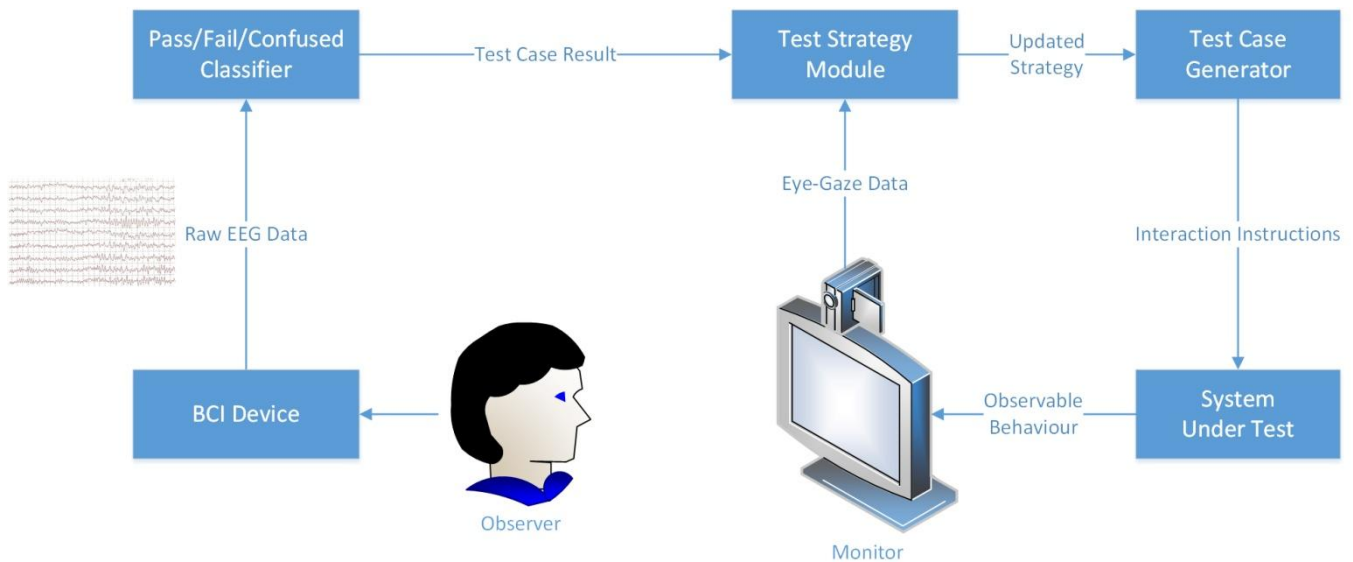 Pass/Fail/Confused
Classifier
Test Case Result
Test Strategy
Module
Updated
Strategy
Test Case
Generator
Raw EEG Data
Eye-Gaze Data
Interaction Instructions
BCI Device
Observer
Monitor
Observable
Behaviour
System
Under Test